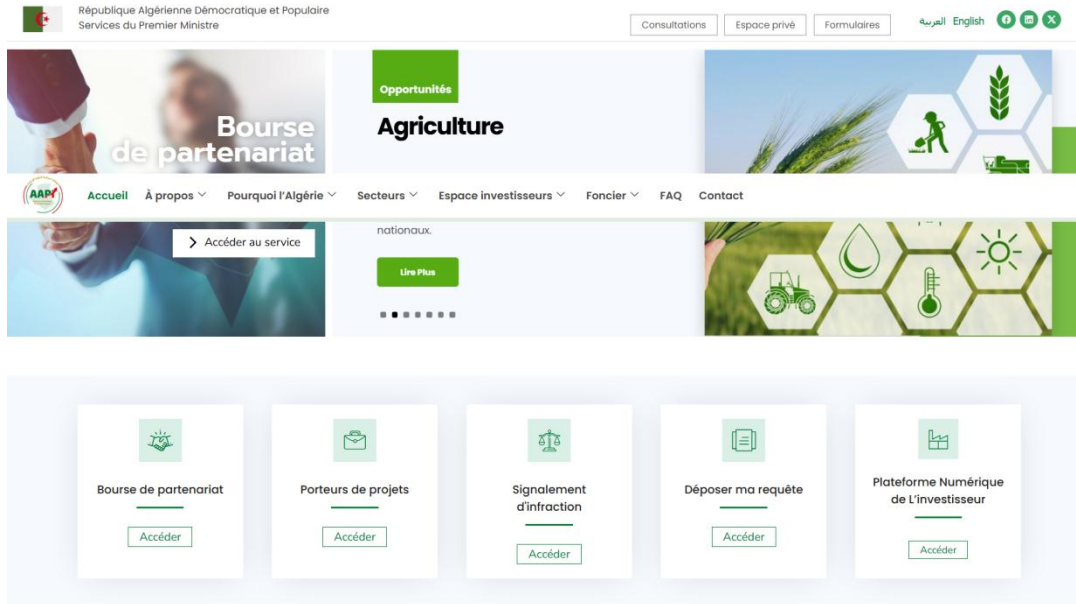 République Algérienne Démocratique et Populaire
Services du Premier Ministre
Consultations
Espace privé
Formulaires
العربية
English
Bourse
de partenariat
Opportunités
Agriculture
AAPI
Accueil
À propos
Pourquoi l'Algérie
Secteurs
Espace investisseurs
Foncier
FAQ
Contact
Accéder au service
nationaux.
Lire Plus
Bourse de partenariat
Accéder
Porteurs de projets
Accéder
Signalement
d'infraction
Accéder
Déposer ma requête
Accéder
Plateforme Numérique
de L'investisseur
Accéder